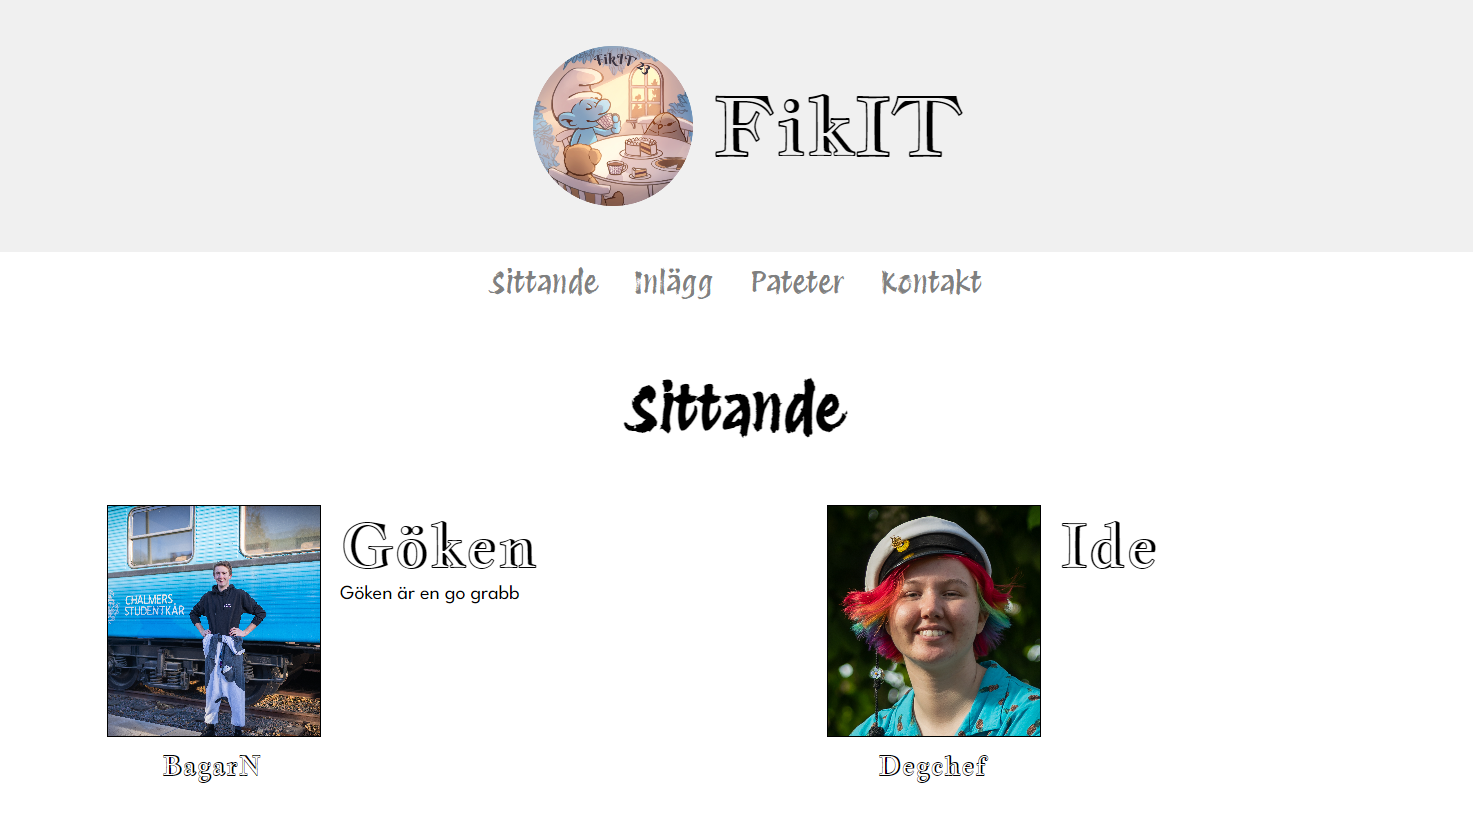 FikIT
23
FikIT
Sittande Inlägg Pateter Kontakt
Sittande
CHALMERS
STUDENTKÅR
Göken
Göken är en go grabb
BagarN
Ide
Degchef